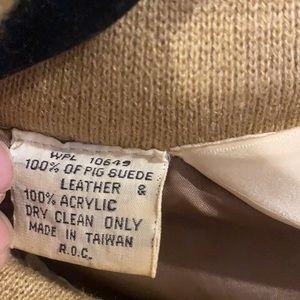 WPL 10649
100% OF PIG SUEDE
LEATHER &
100% ACRYLIC
DRY CLEAN ONLY
MADE IN TAIWAN
R.O.C.